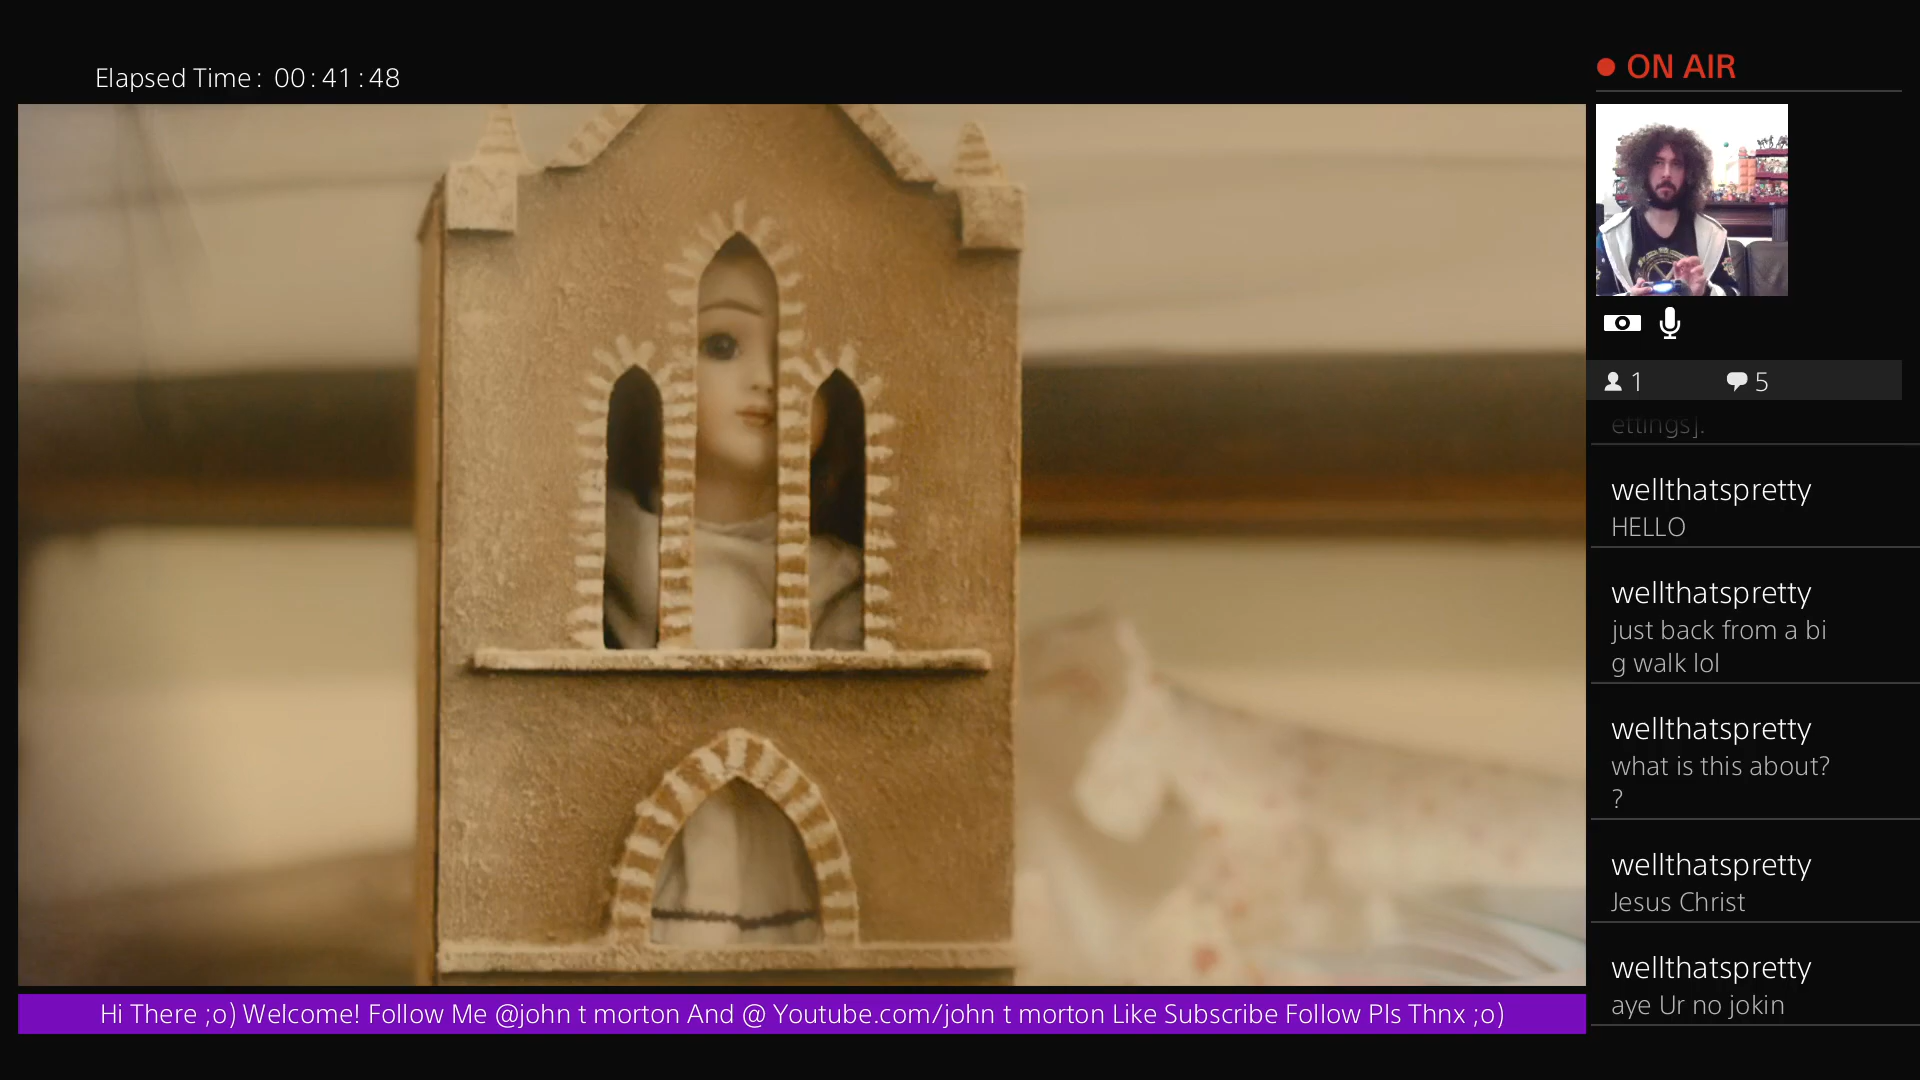 Elapsed Time: 00:41:48
ON AIR
1
5
ettings].
wellthatspretty
HELLO
wellthatspretty
just back from a bi
g walk lol
wellthatspretty
what is this about?
?
wellthatspretty
Jesus Christ
wellthatspretty
aye Ur no jokin
Hi There ;o) Welcome! Follow Me @john t morton And @ Youtube.com/john t morton Like Subscribe Follow Pls Thnx ;o)